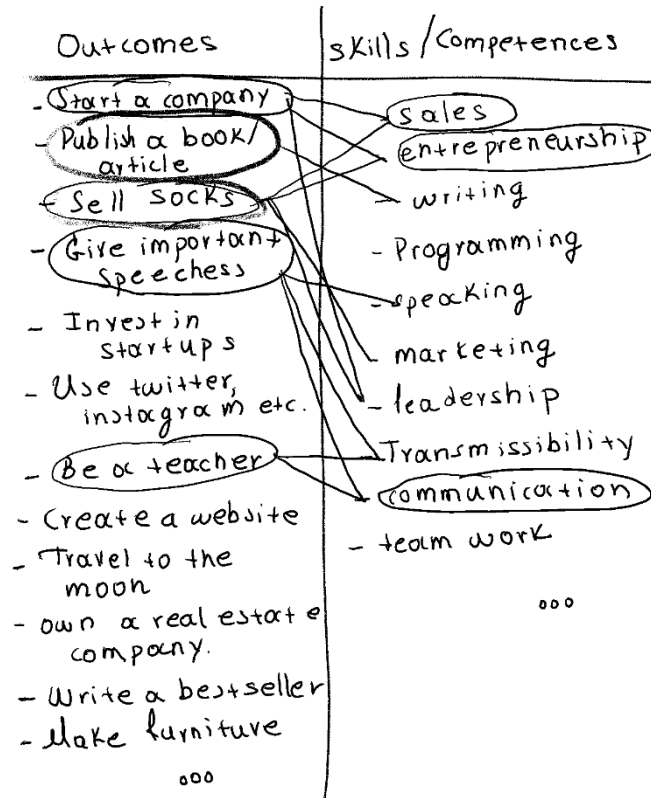 Outcomes
- Start a company
- Publish a book/
article
- Sell socks
- Give important
speechess
- Invest in
startups
- Use twitter,
instagram etc.
- Be a teacher
- Create a website
- Travel to the
moon
- own a real estate
company.
- Write a bestseller
- Make furniture
ooo
skills/Competences
sales
entrepreneurship
- writing
- Programming
- speaking
- marketing
- leadership
- Transmissibility
- communication
- team work
ooo